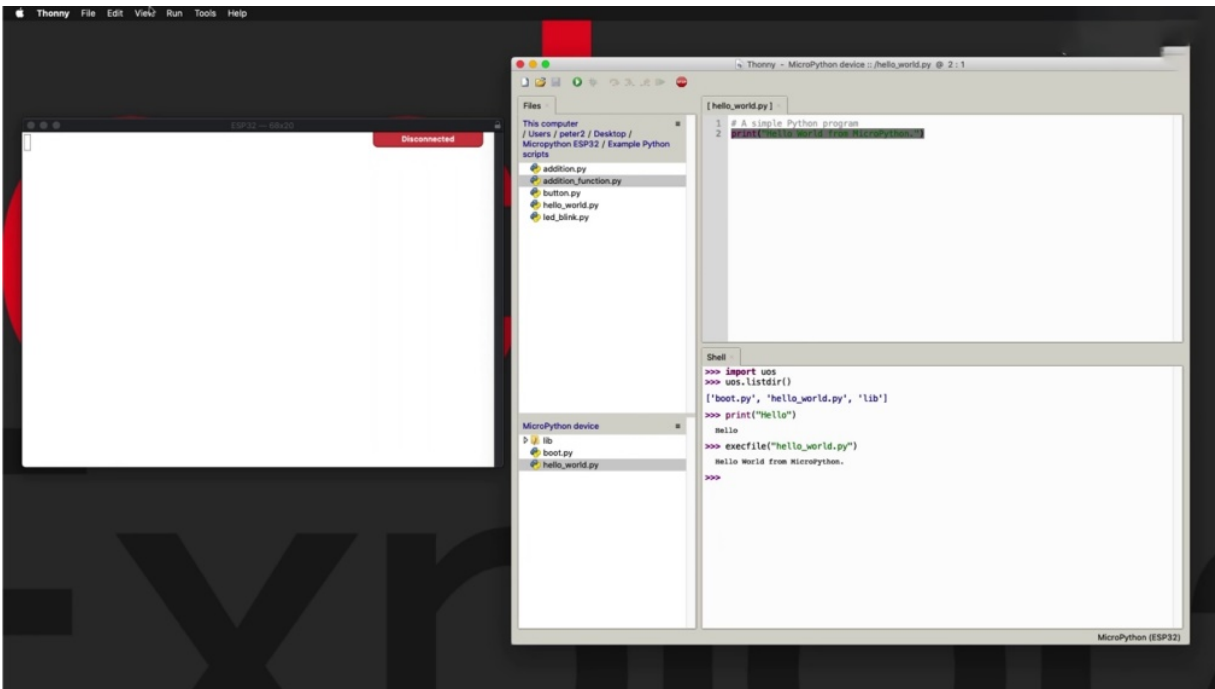 Thonny File Edit View Run Tools Help
ESP32 — 68x20
Disconnected
Thonny - MicroPython device :: /hello_world.py @ 2 : 1
STOP
Files
This computer
/ Users / peter2 / Desktop /
Micropython ESP32 / Example Python
scripts
addition.py
addition_function.py
button.py
hello_world.py
led_blink.py
MicroPython device
lib
boot.py
hello_world.py
[ hello_world.py ]
1 # A simple Python program
2 print("Hello World from MicroPython.")
Shell
>>> import uos
>>> uos.listdir()
['boot.py', 'hello_world.py', 'lib']
>>> print("Hello")
Hello
>>> execfile("hello_world.py")
Hello World from MicroPython.
>>>
MicroPython (ESP32)